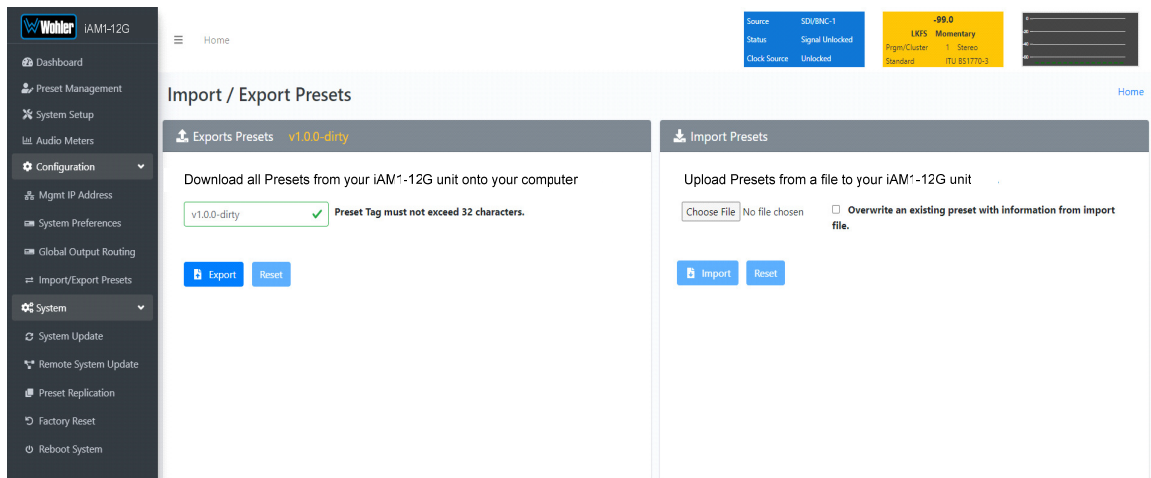 Wohler iAM1-12G
Dashboard
Preset Management
System Setup
Audio Meters
Configuration
Mgmt IP Address
System Preferences
Global Output Routing
Import/Export Presets
System
System Update
Remote System Update
Preset Replication
Factory Reset
Reboot System
Home
Source SDI/BNC-1
Status Signal Unlocked
Clock Source Unlocked
-99.0
LKFS Momentary
Prgm/Cluster 1 Stereo
Standard ITU BS1770-3
Import / Export Presets
Home
Exports Presets v1.0.0-dirty
Download all Presets from your iAM1-12G unit onto your computer
v1.0.0-dirty Preset Tag must not exceed 32 characters.
Export Reset
Import Presets
Upload Presets from a file to your iAM1-12G unit
Choose File No file chosen Overwrite an existing preset with information from import
file.
Import Reset